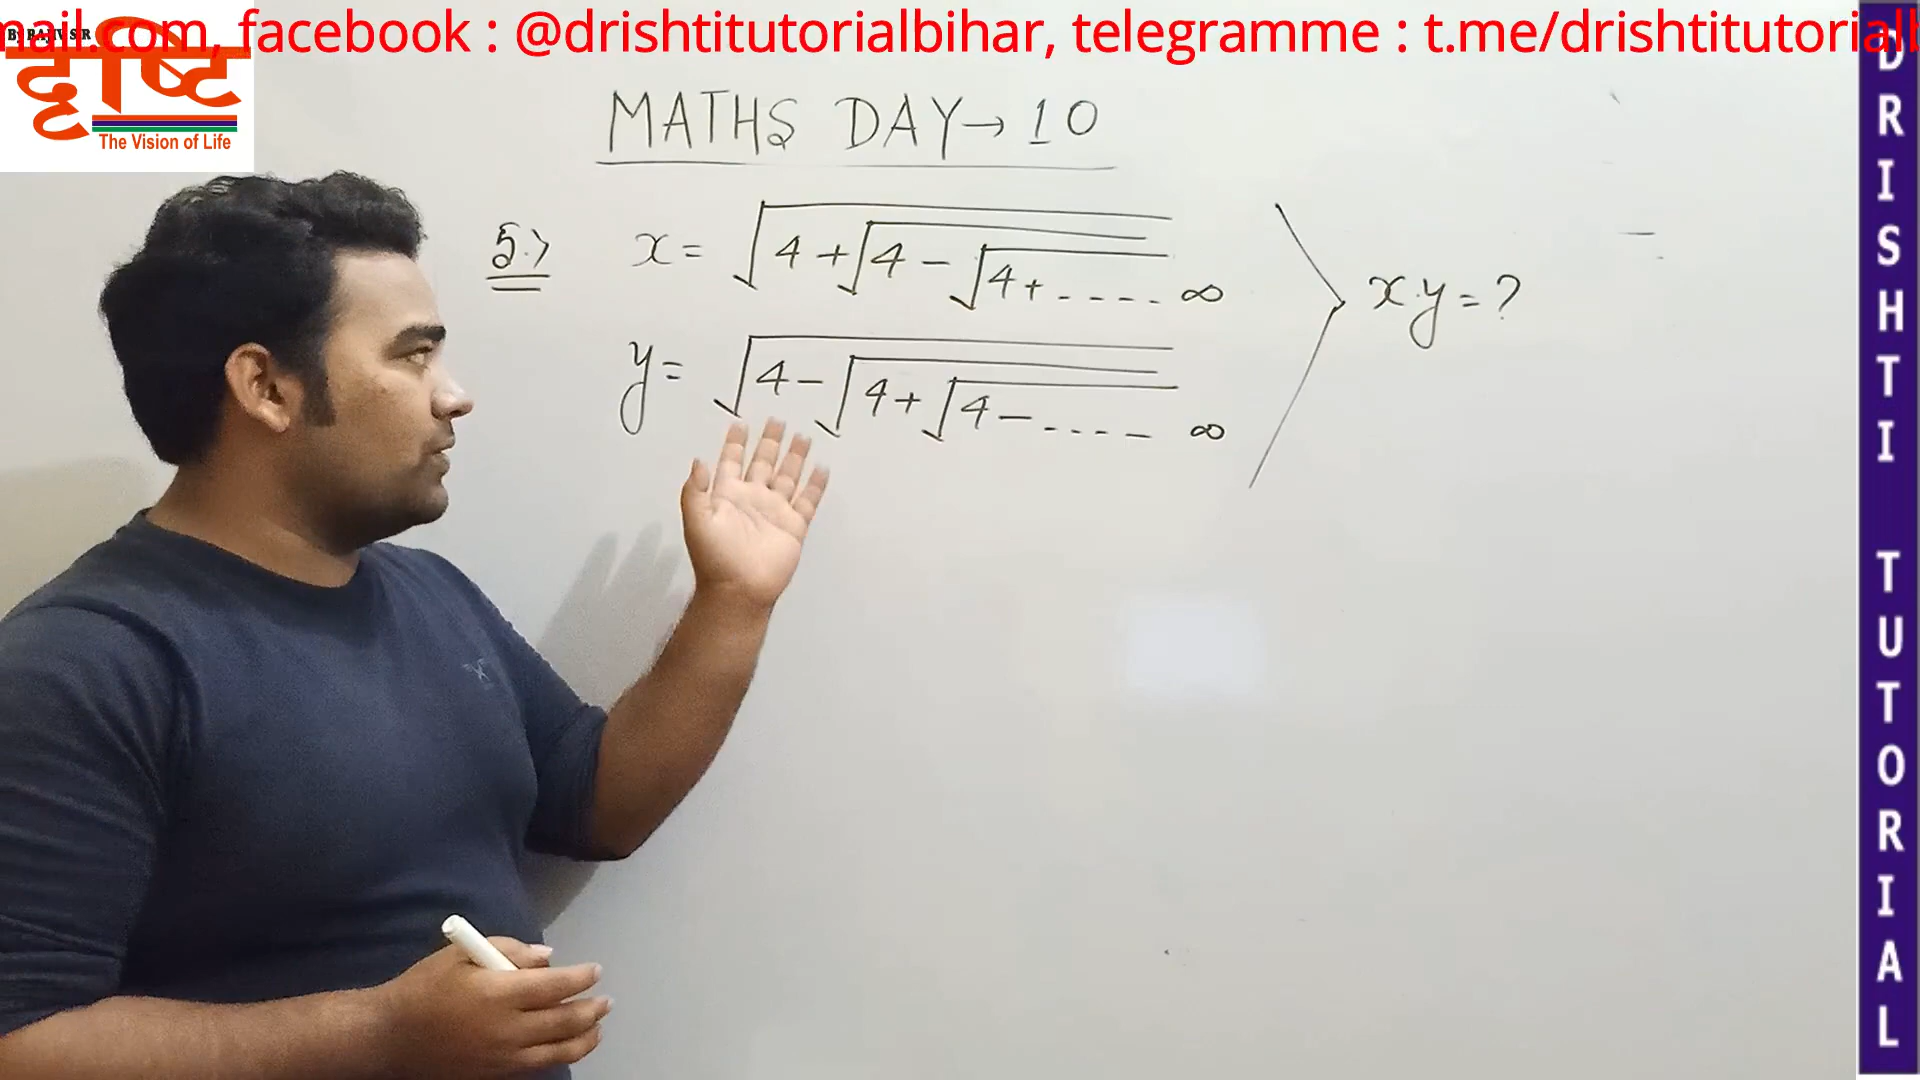 mail.com, facebook : @drishtitutorialbihar, telegramme : t.me/drishtitutorialb
By RAJIV SIR
दृष्टि
The Vision of Life
MATHS DAY → 10
5.> x = √4 + √4 - √4 + ---- ∞
y = √4 - √4 + √4 - ---- ∞
x.y = ?
DRISHTI TUTORIAL